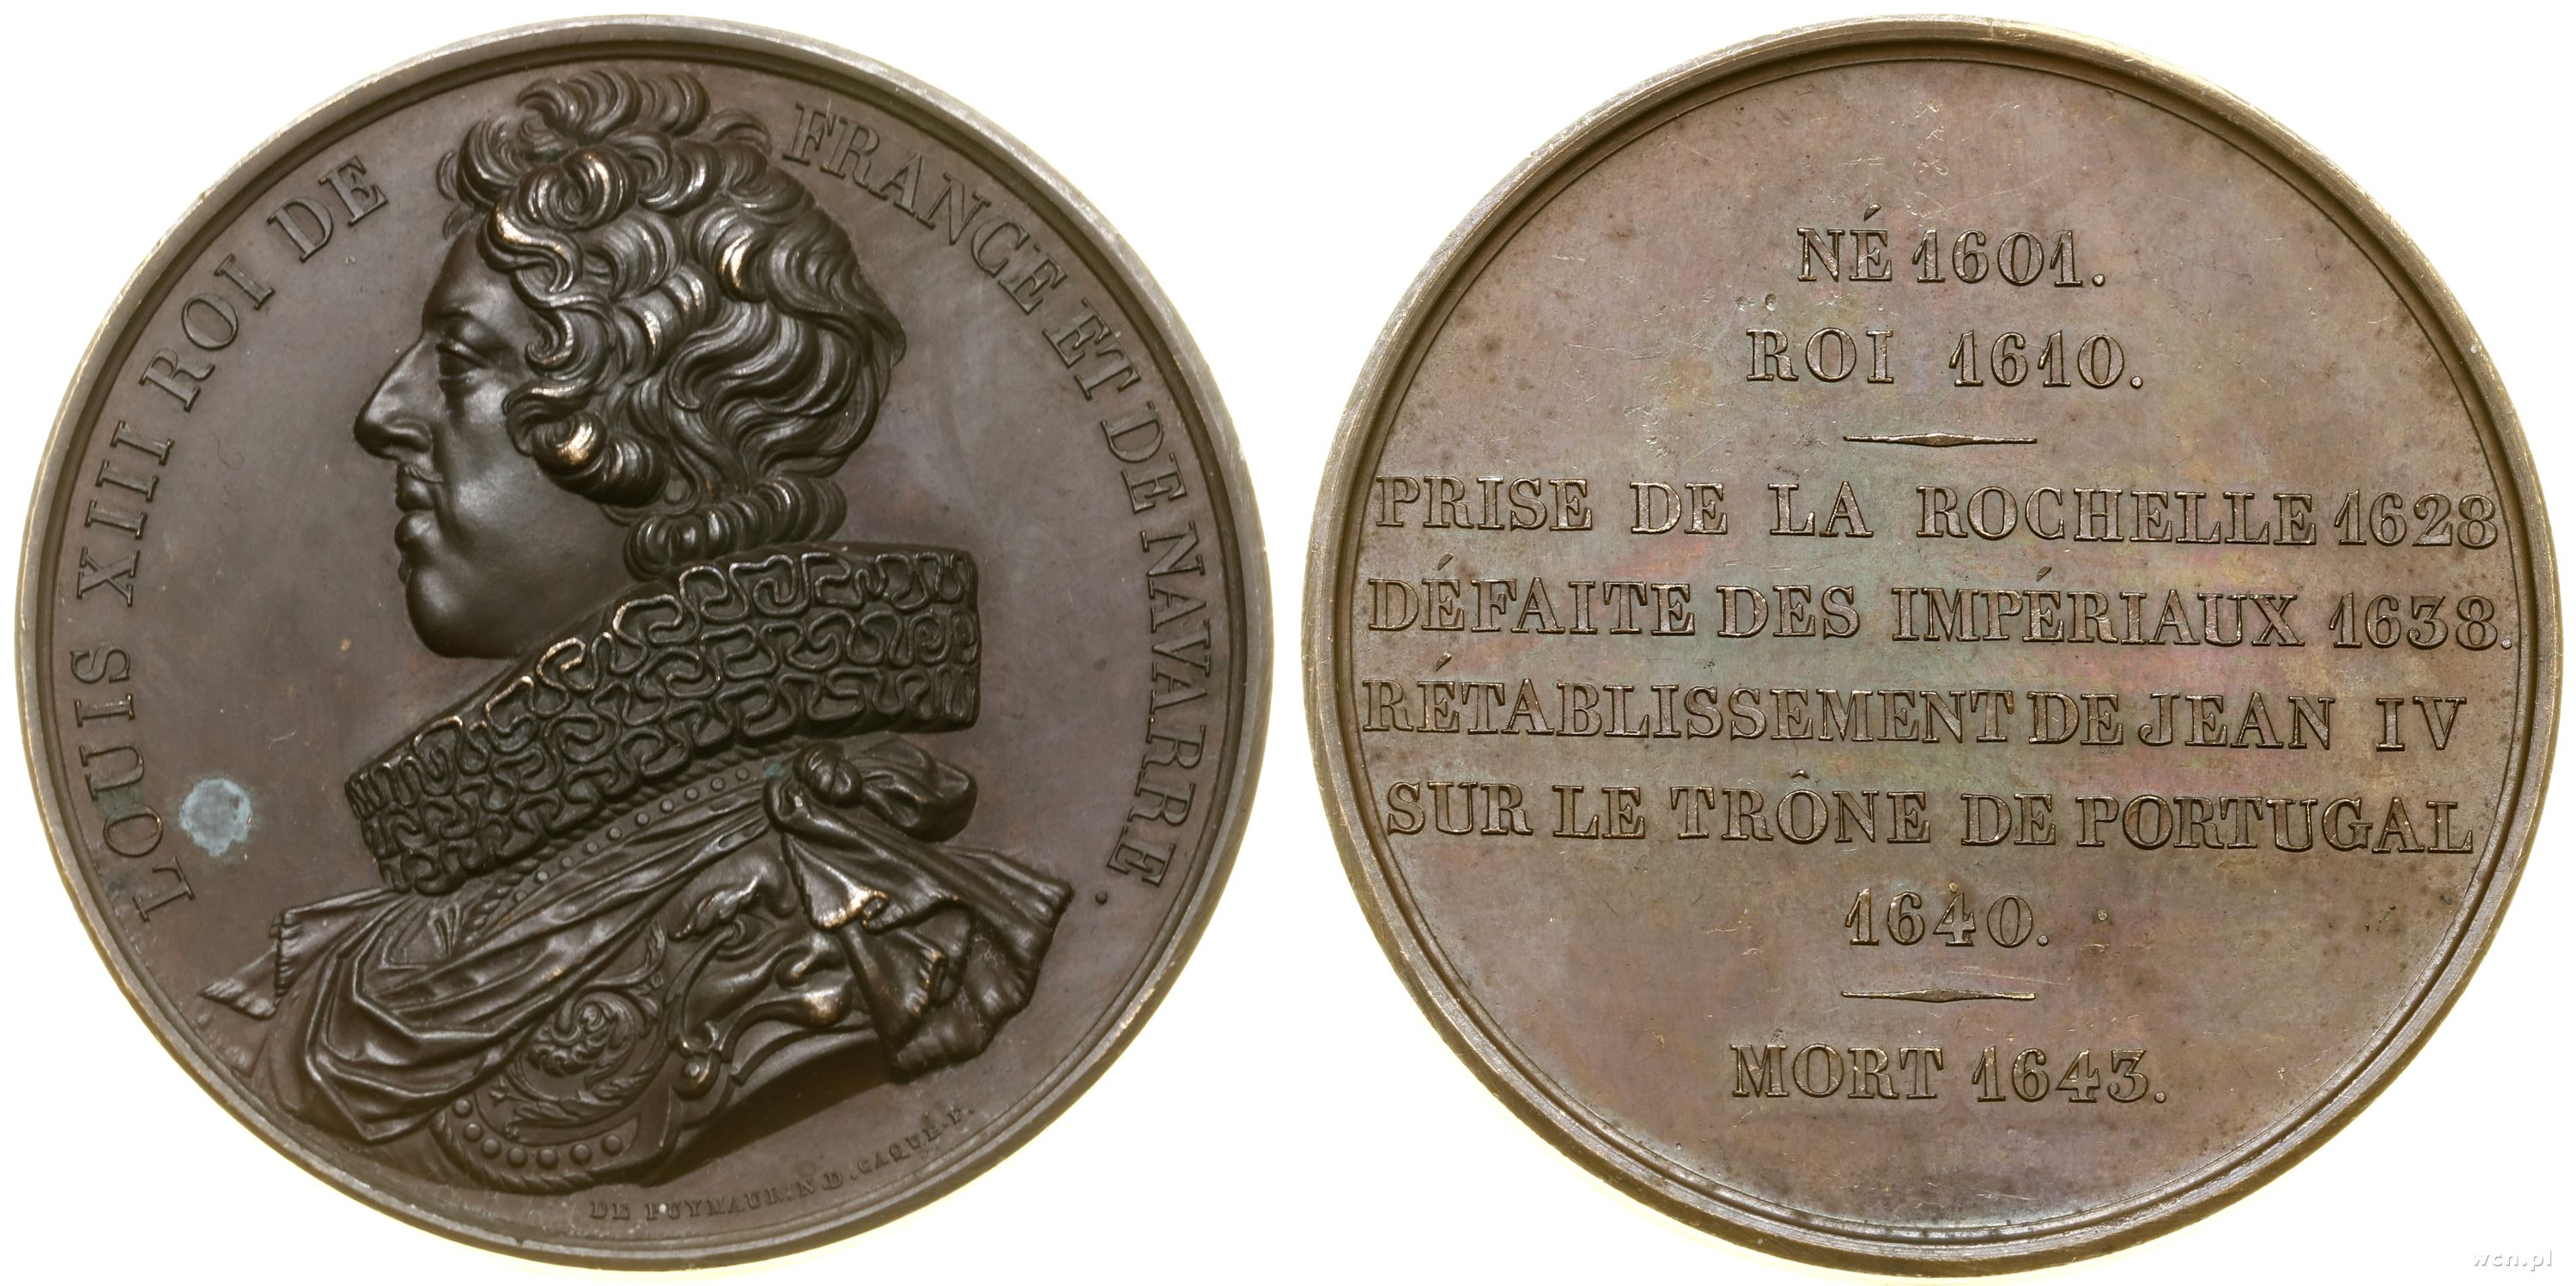 LOUIS XIII ROI DE FRANCE ET DE NAVARRE.
DE PUYMAURIN D. CAQUÉ. F.
NÉ 1601.
ROI 1610.
PRISE DE LA ROCHELLE 1628
DÉFAITE DES IMPÉRIAUX 1638.
RÉTABLISSEMENT DE JEAN IV
SUR LE TRÔNE DE PORTUGAL
1640.
MORT 1643.
wcn.pl